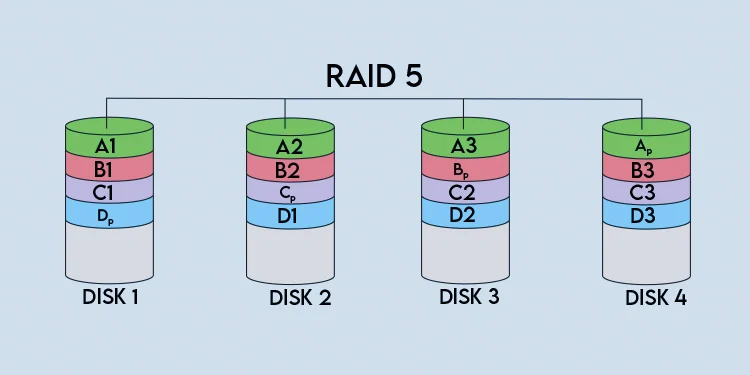 RAID 5
A1 A2 A3 Ap
B1 B2 Bp B3
C1 Cp C2 C3
Dp D1 D2 D3
DISK 1 DISK 2 DISK 3 DISK 4